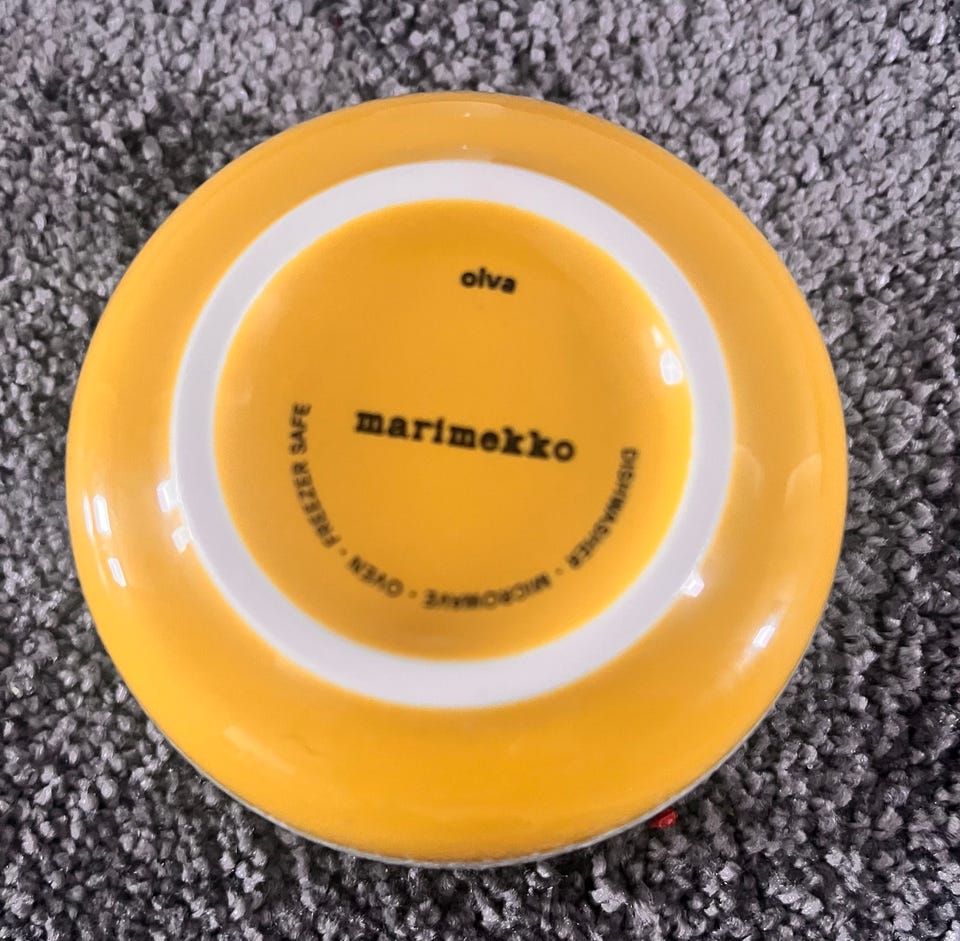 oiva
marimekko
DISHWASHER · MICROWAVE · OVEN · FREEZER SAFE